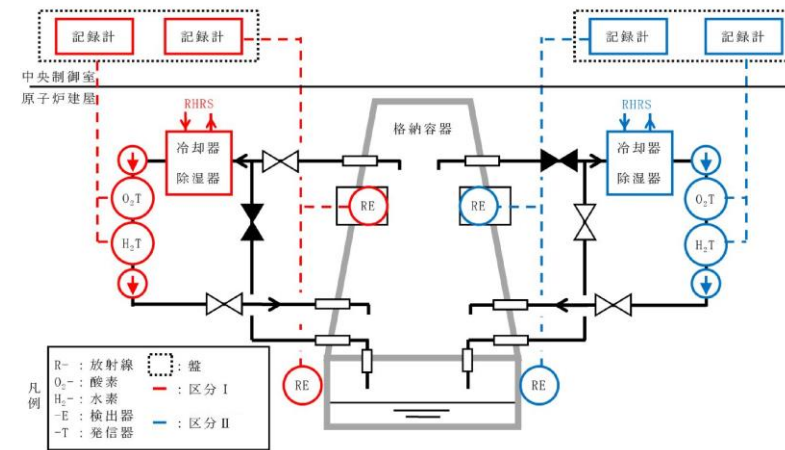 記録計
記録計
記録計
記録計
中央制御室
原子炉建屋
RHRS
格納容器
RHRS
冷却器
除湿器
冷却器
除湿器
O₂T
RE
RE
O₂T
H₂T
H₂T
RE
RE
凡例
R-：放射線
O₂-：酸素
H₂-：水素
-E：検出器
-T：発信器
：盤
：区分Ⅰ
：区分Ⅱ